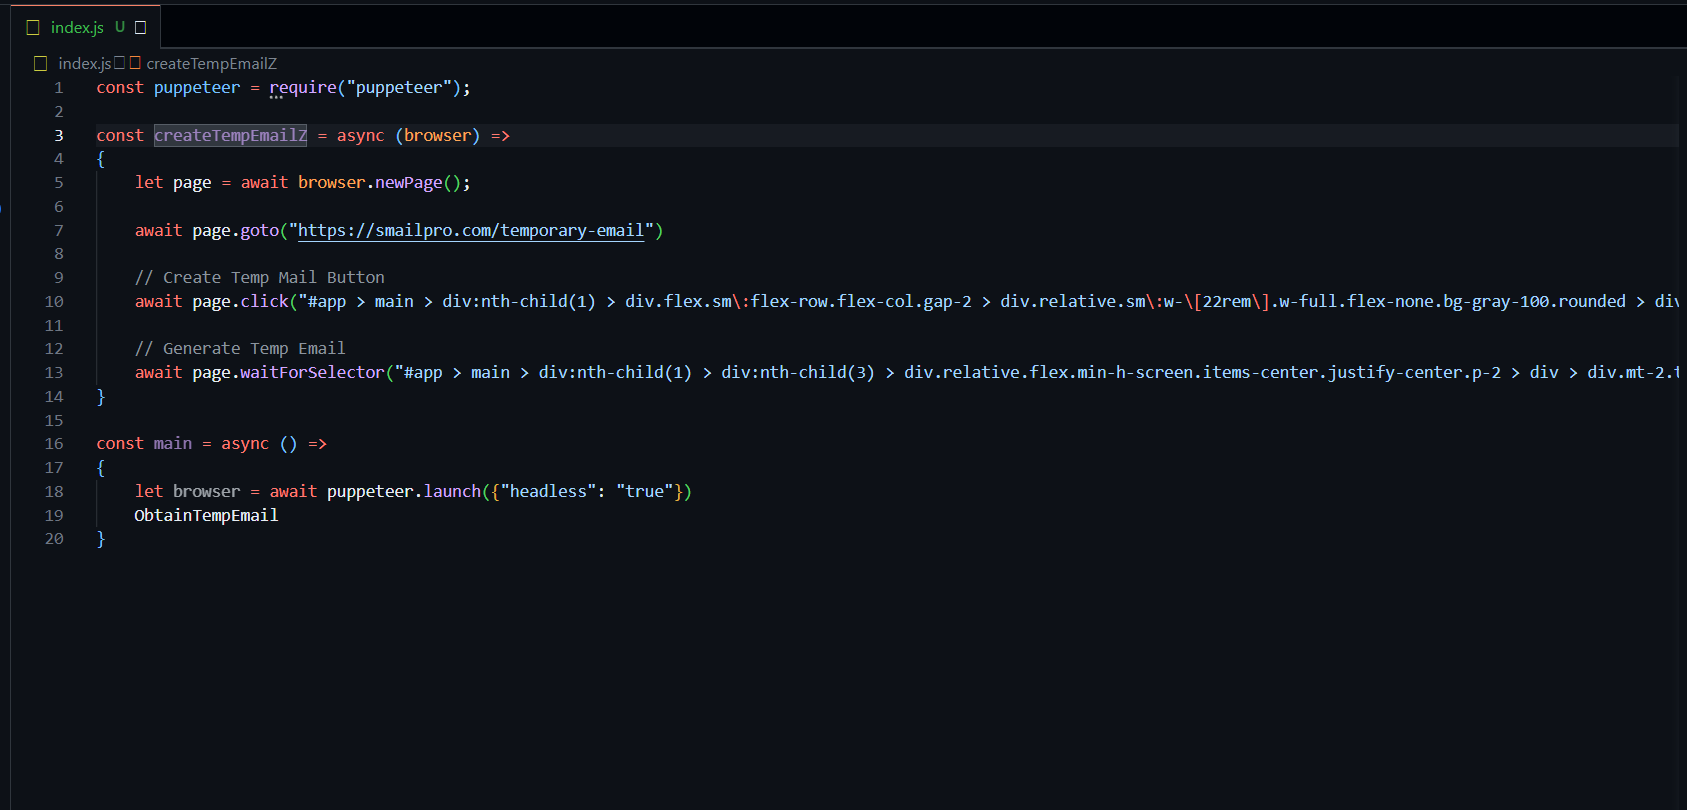 index.js U
index.js createTempEmailZ
1 const puppeteer = require("puppeteer");
2
3 const createTempEmailZ = async (browser) =>
4 {
5 let page = await browser.newPage();
6
7 await page.goto("https://smailpro.com/temporary-email")
8
9 // Create Temp Mail Button
10 await page.click("#app > main > div:nth-child(1) > div.flex.sm\:flex-row.flex-col.gap-2 > div.relative.sm\:w-\[22rem\].w-full.flex-none.bg-gray-100.rounded > div
11
12 // Generate Temp Email
13 await page.waitForSelector("#app > main > div:nth-child(1) > div:nth-child(3) > div.relative.flex.min-h-screen.items-center.justify-center.p-2 > div > div.mt-2.t
14 }
15
16 const main = async () =>
17 {
18 let browser = await puppeteer.launch({"headless": "true"})
19 ObtainTempEmail
20 }